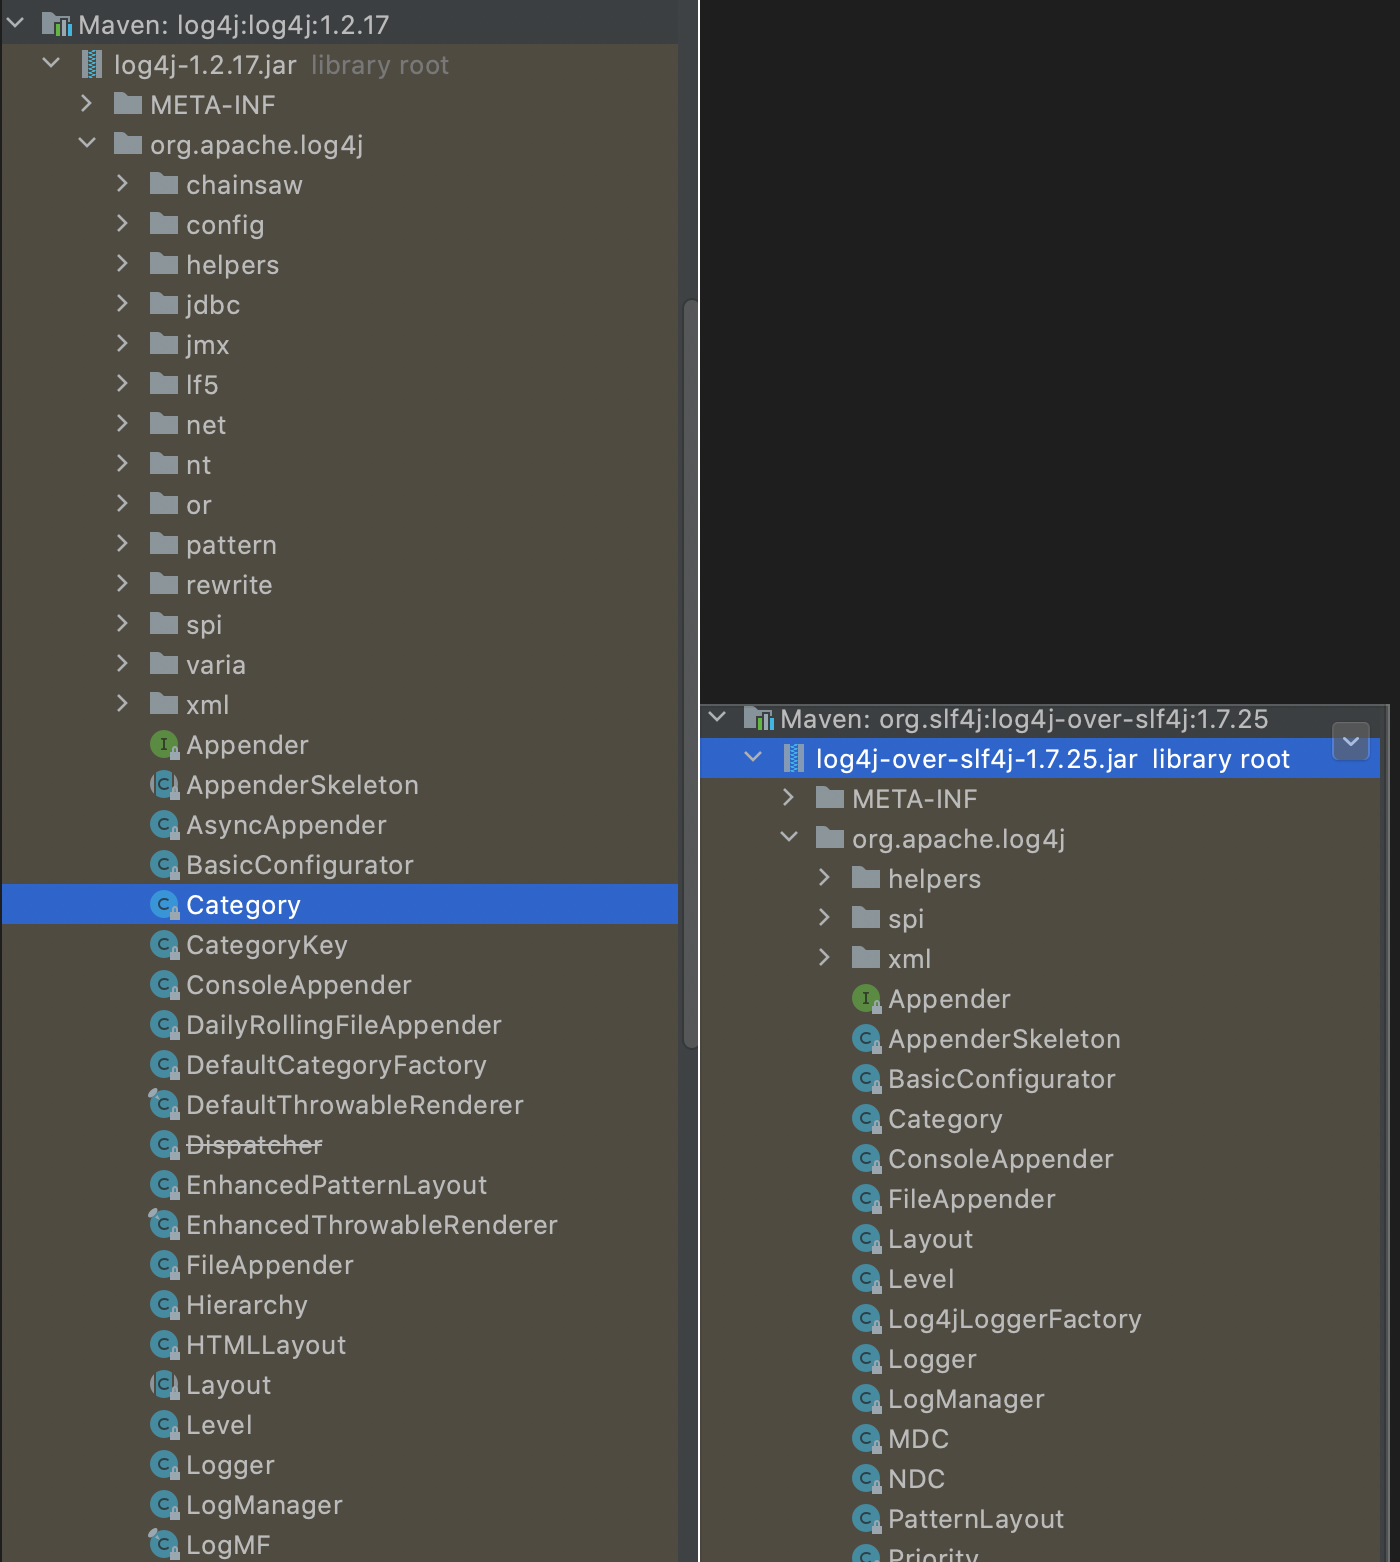 Maven: log4j:log4j:1.2.17
log4j-1.2.17.jar library root
META-INF
org.apache.log4j
chainsaw
config
helpers
jdbc
jmx
lf5
net
nt
or
pattern
rewrite
spi
varia
xml
Appender
AppenderSkeleton
AsyncAppender
BasicConfigurator
Category
CategoryKey
ConsoleAppender
DailyRollingFileAppender
DefaultCategoryFactory
DefaultThrowableRenderer
Dispatcher
EnhancedPatternLayout
EnhancedThrowableRenderer
FileAppender
Hierarchy
HTMLLayout
Layout
Level
Logger
LogManager
LogMF
Maven: org.slf4j:log4j-over-slf4j:1.7.25
log4j-over-slf4j-1.7.25.jar library root
META-INF
org.apache.log4j
helpers
spi
xml
Appender
AppenderSkeleton
BasicConfigurator
Category
ConsoleAppender
FileAppender
Layout
Level
Log4jLoggerFactory
Logger
LogManager
MDC
NDC
PatternLayout
Priority